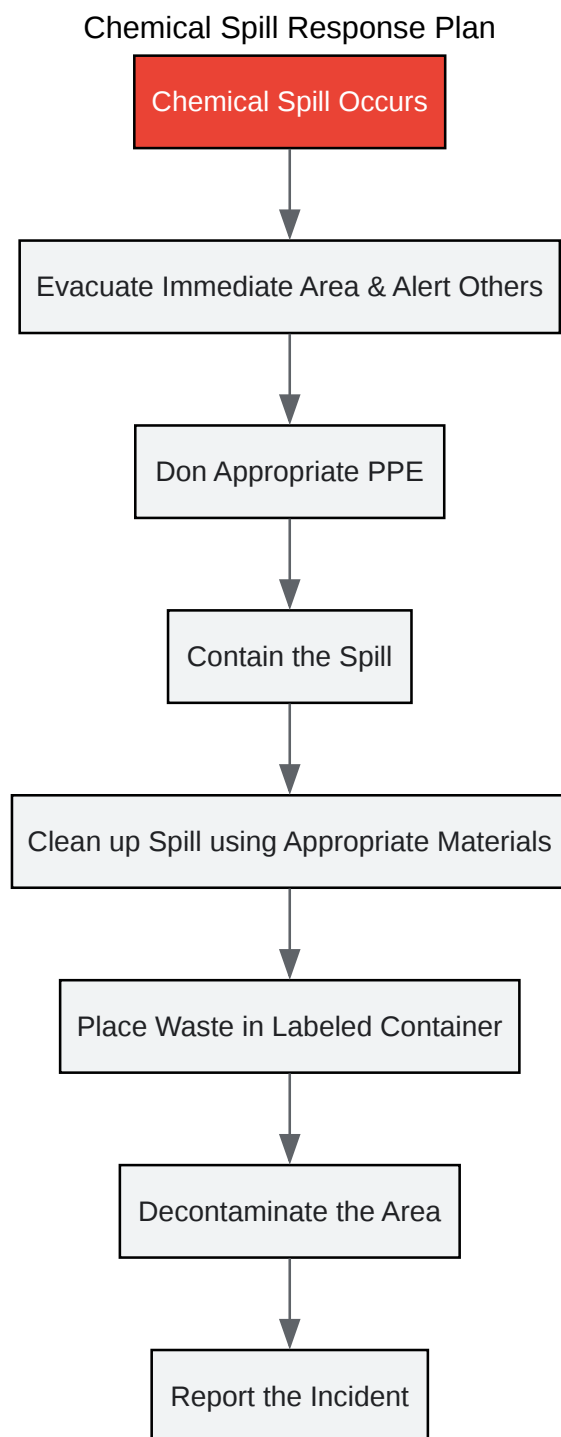 Chemical Spill Response Plan
Chemical Spill Occurs
Evacuate Immediate Area & Alert Others
Don Appropriate PPE
Contain the Spill
Clean up Spill using Appropriate Materials
Place Waste in Labeled Container
Decontaminate the Area
Report the Incident